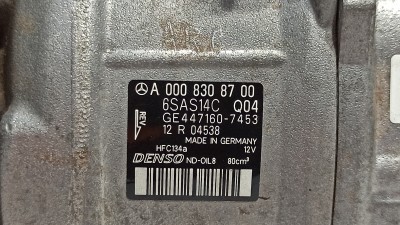 A 000 830 87 00
6SAS14C Q04
REV.
GE447160-7453
12 R 04538
MADE IN GERMANY
HFC134a 12V
DENSO ND-OIL8 80cm³